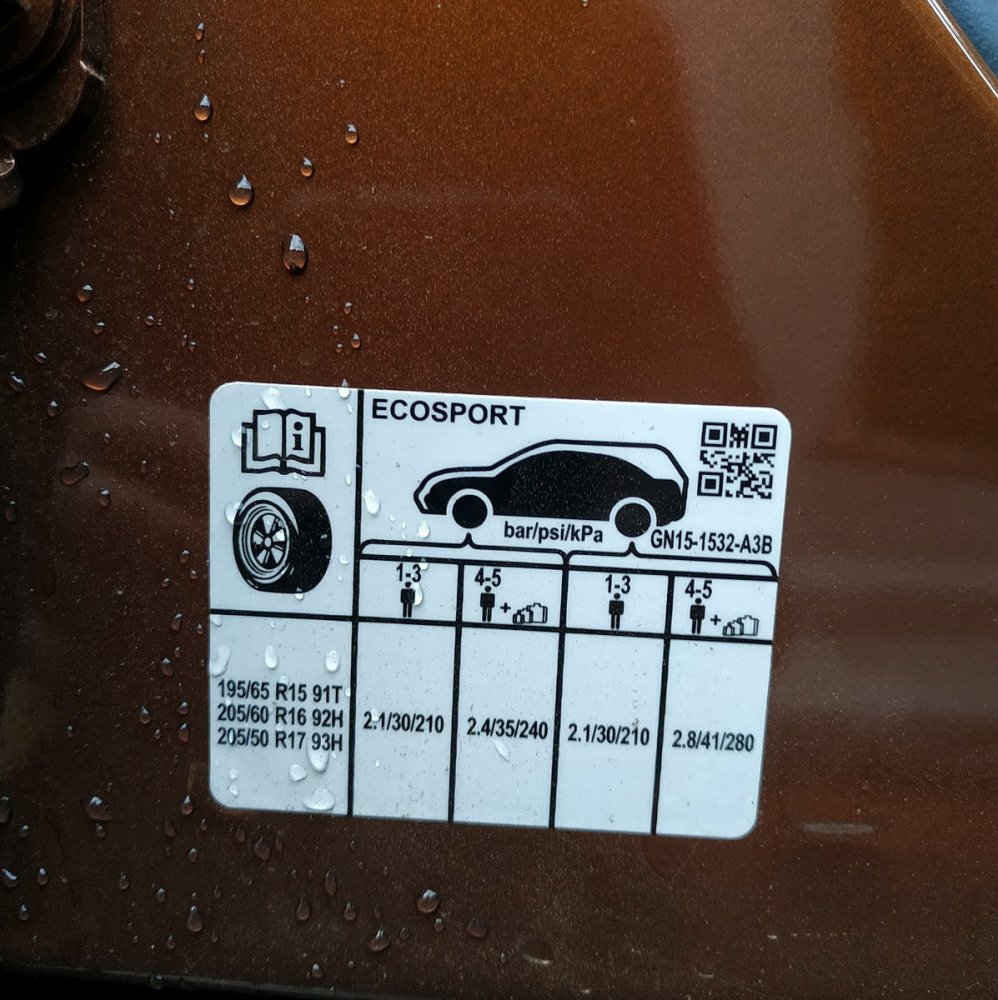 ECOSPORT
bar/psi/kPa
GN15-1532-A3B
1-3
4-5
+
1-3
4-5
+
195/65 R15 91T
205/60 R16 92H
205/50 R17 93H
2.1/30/210
2.4/35/240
2.1/30/210
2.8/41/280